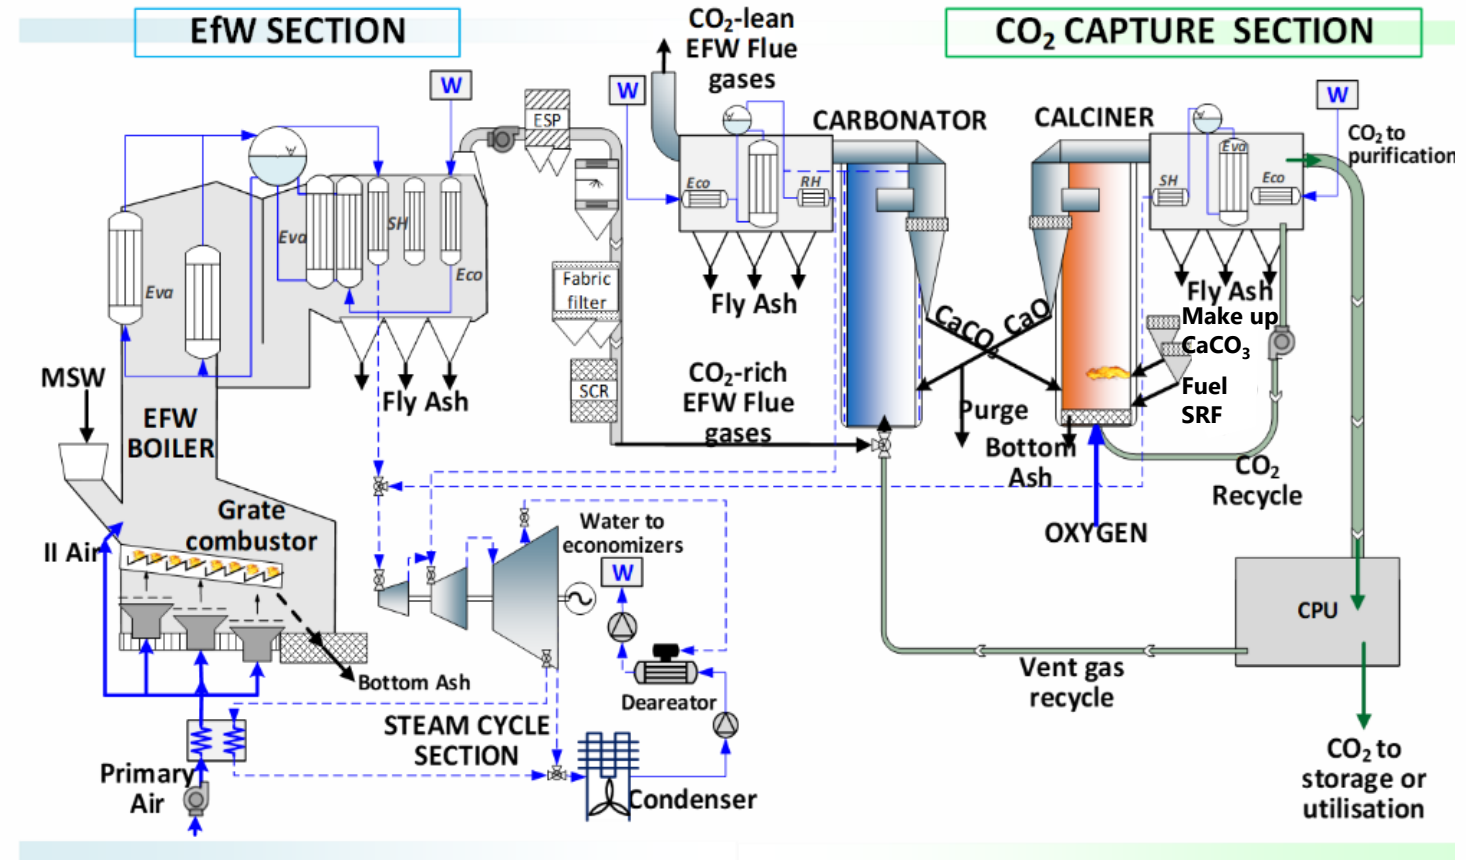 EfW SECTION
CO₂-lean
EFW Flue
gases
CO₂ CAPTURE SECTION
W
ESP
W
CARBONATOR
CALCINER
W
CO₂ to
purification
Eva
SH
Eva
Eco
Eva
Eco
RH
SH
Eva
Eco
Fabric
filter
SCR
Fly Ash
Fly Ash
Fly Ash
CaCO₃
CaO
Make up
CaCO₃
Fuel
SRF
MSW
EFW
BOILER
CO₂-rich
EFW Flue
gases
Purge
Bottom
Ash
CO₂
Recycle
OXYGEN
Grate
combustor
II Air
Water to
economizers
W
CPU
Bottom Ash
Deareator
Vent gas
recycle
STEAM CYCLE
SECTION
Primary
Air
Condenser
CO₂ to
storage or
utilisation